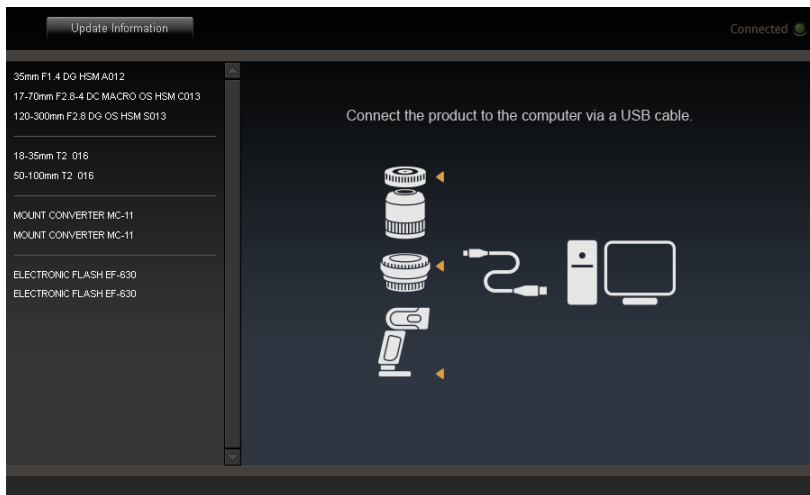 Update Information
Connected
35mm F1.4 DG HSM A012
17-70mm F2.8-4 DC MACRO OS HSM C013
120-300mm F2.8 DG OS HSM S013
18-35mm T2 016
50-100mm T2 016
MOUNT CONVERTER MC-11
MOUNT CONVERTER MC-11
ELECTRONIC FLASH EF-630
ELECTRONIC FLASH EF-630
Connect the product to the computer via a USB cable.